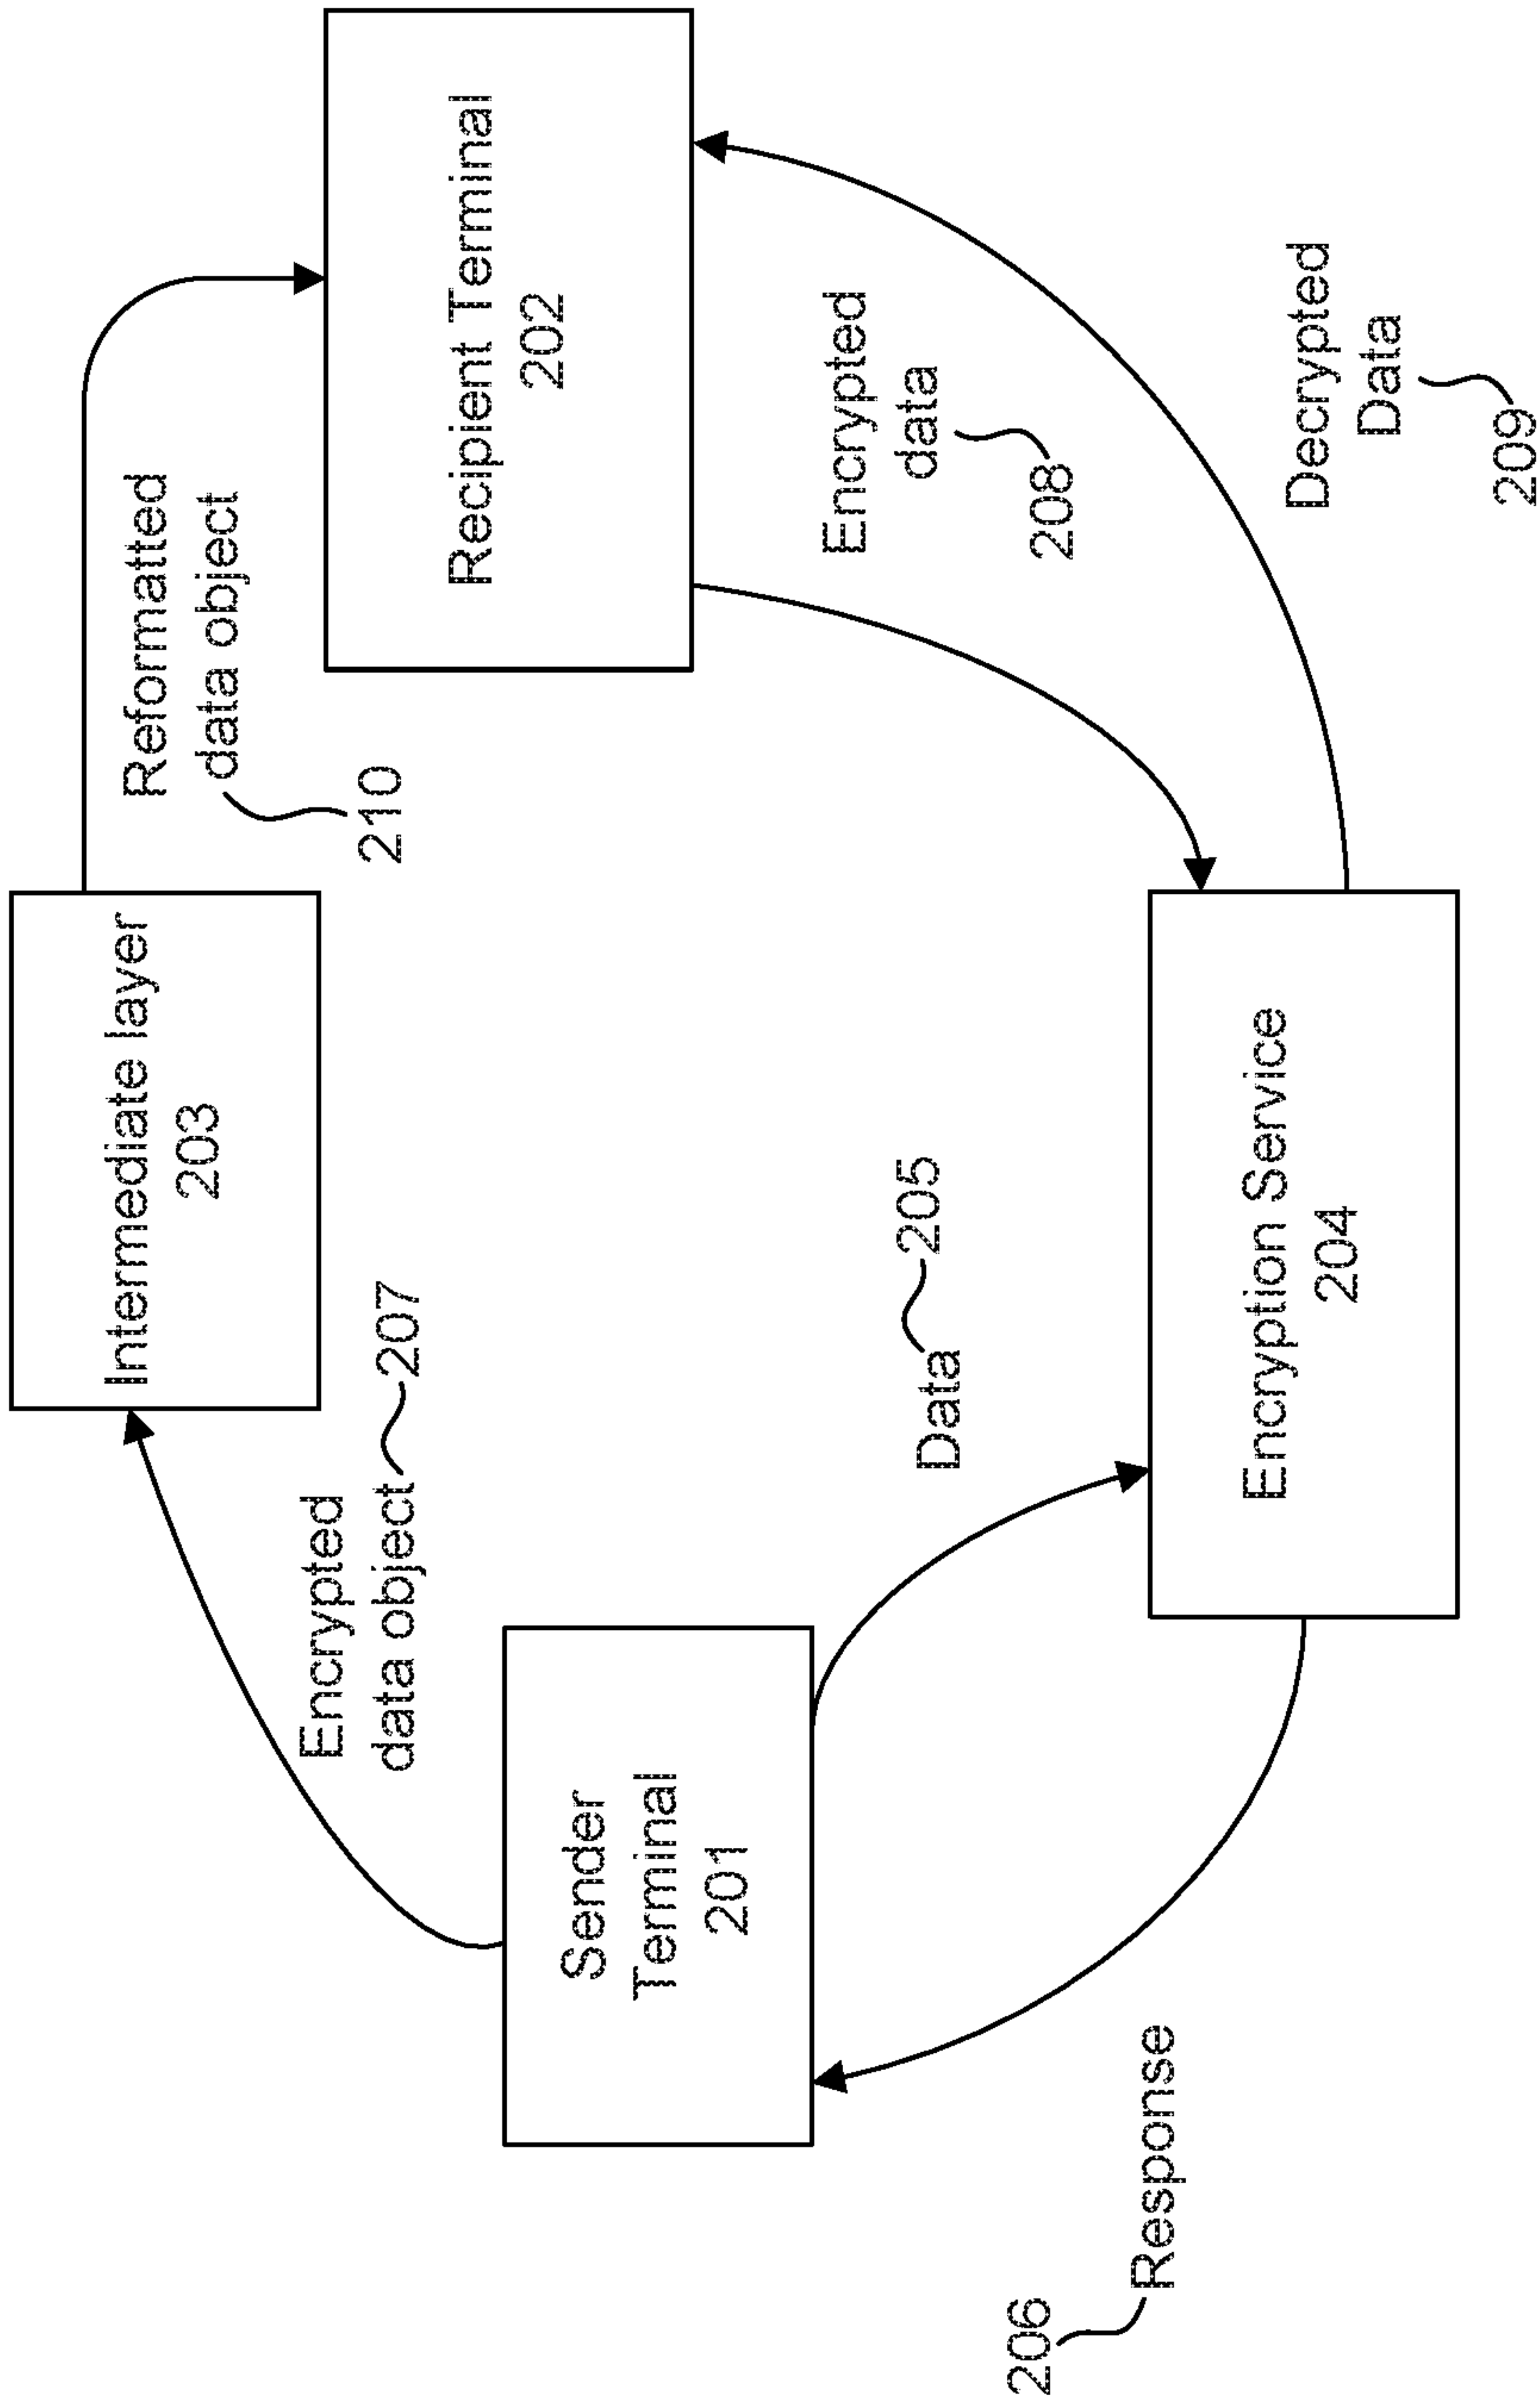 Intermediate layer
203
Reformatted
data object
210
Encrypted
data object
207
Recipient Terminal
202
Sender
Terminal
201
Data
205
Encrypted
data
208
206
Response
Encryption Service
204
Decrypted
Data
209